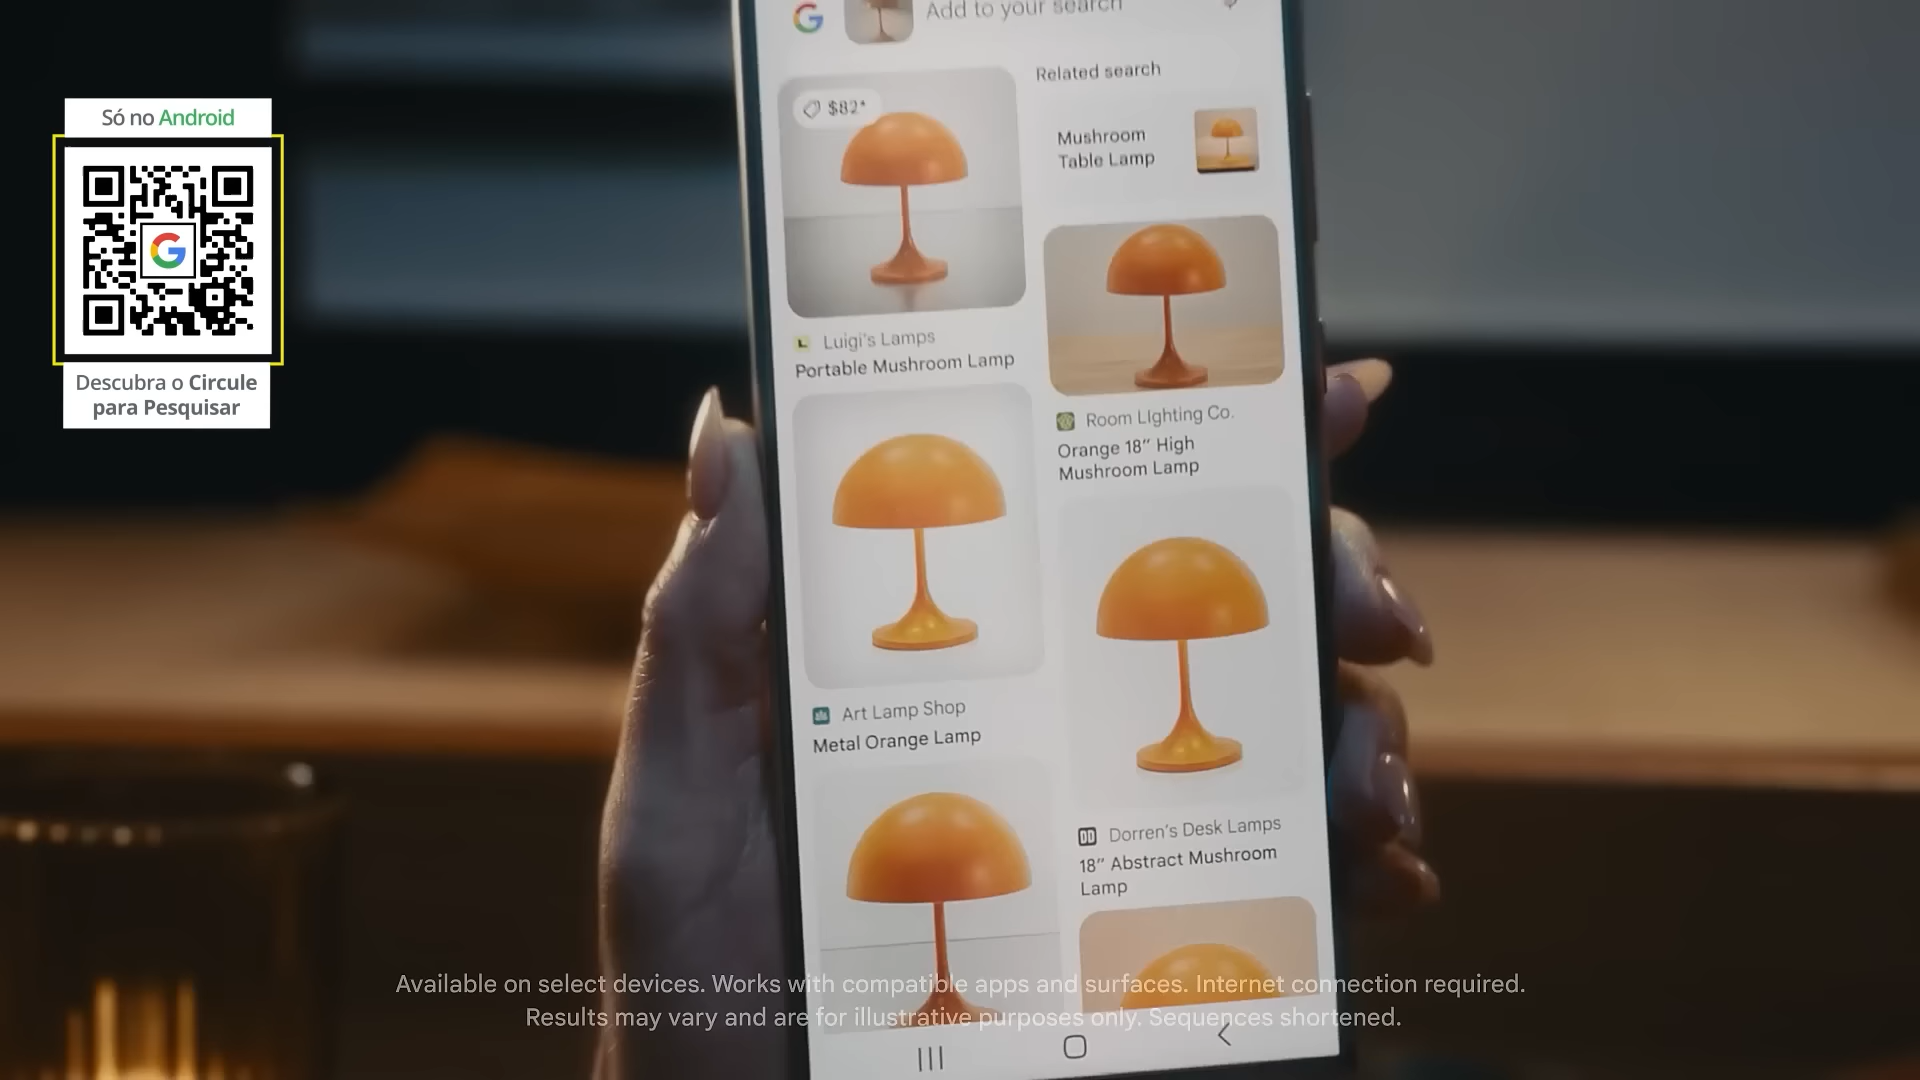 Só no Android
Descubra o Circule
para Pesquisar
Add to your search
Related search
$82*
Mushroom
Table Lamp
Luigi's Lamps
Portable Mushroom Lamp
Room LIghting Co.
Orange 18" High
Mushroom Lamp
Art Lamp Shop
Metal Orange Lamp
Dorren's Desk Lamps
18" Abstract Mushroom
Lamp
Available on select devices. Works with compatible apps and surfaces. Internet connection required.
Results may vary and are for illustrative purposes only. Sequences shortened.